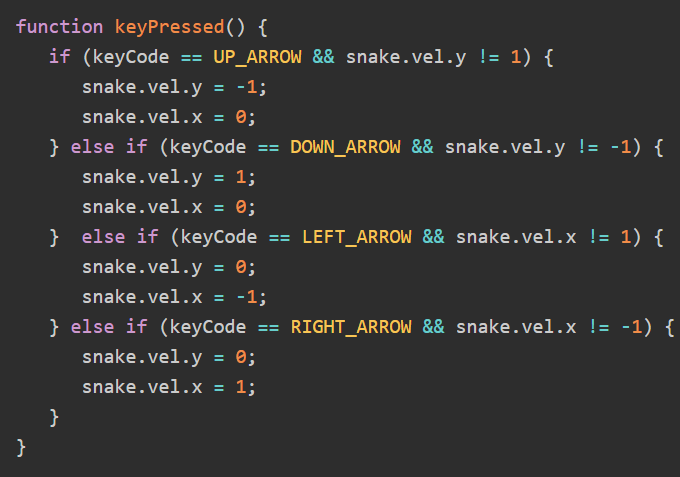 function keyPressed() {
   if (keyCode == UP_ARROW && snake.vel.y != 1) {
      snake.vel.y = -1;
      snake.vel.x = 0;
   } else if (keyCode == DOWN_ARROW && snake.vel.y != -1) {
      snake.vel.y = 1;
      snake.vel.x = 0;
   }  else if (keyCode == LEFT_ARROW && snake.vel.x != 1) {
      snake.vel.y = 0;
      snake.vel.x = -1;
   } else if (keyCode == RIGHT_ARROW && snake.vel.x != -1) {
      snake.vel.y = 0;
      snake.vel.x = 1;
   }
}